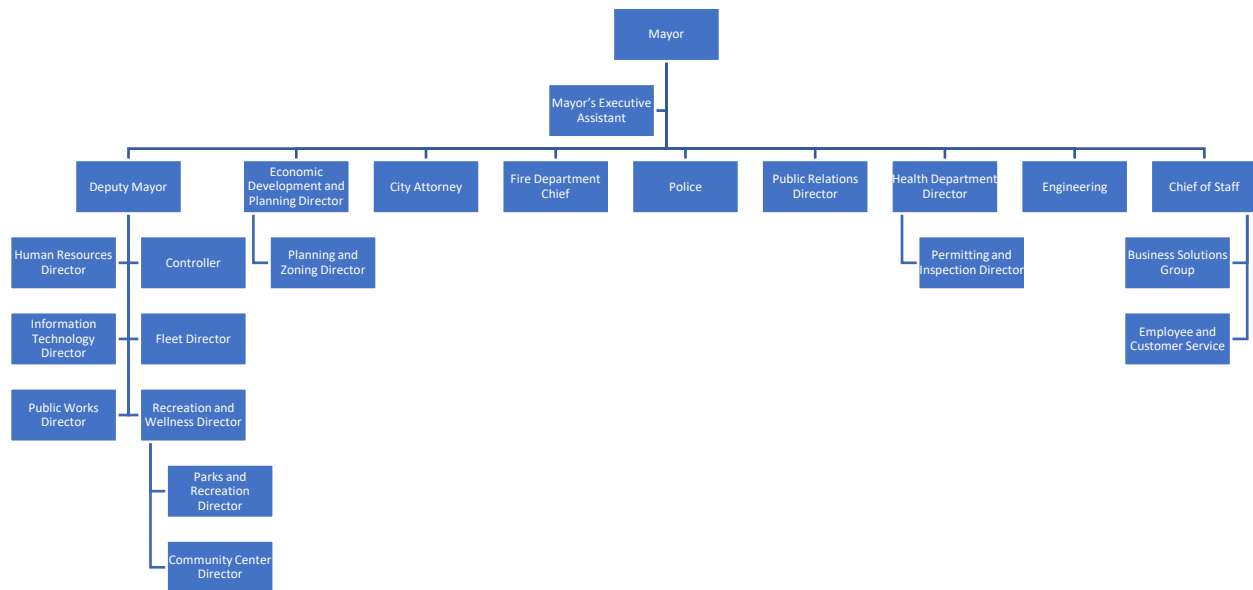 Mayor
Mayor’s Executive
Assistant
Deputy Mayor
Economic
Development and
Planning Director
City Attorney
Fire Department
Chief
Police
Public Relations
Director
Health Department
Director
Engineering
Chief of Staff
Human Resources
Director
Controller
Planning and
Zoning Director
Permitting and
Inspection Director
Business Solutions
Group
Information
Technology
Director
Fleet Director
Employee and
Customer Service
Public Works
Director
Recreation and
Wellness Director
Parks and
Recreation
Director
Community Center
Director